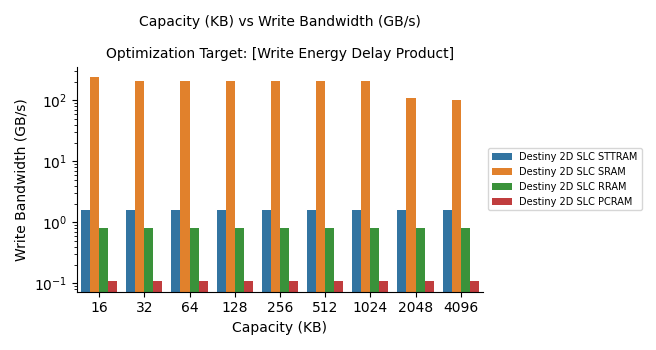 Capacity (KB) vs Write Bandwidth (GB/s)
Optimization Target: [Write Energy Delay Product]
Write Bandwidth (GB/s)
10²
10¹
10⁰
10⁻¹
16 32 64 128 256 512 1024 2048 4096
Capacity (KB)
Destiny 2D SLC STTRAM
Destiny 2D SLC SRAM
Destiny 2D SLC RRAM
Destiny 2D SLC PCRAM